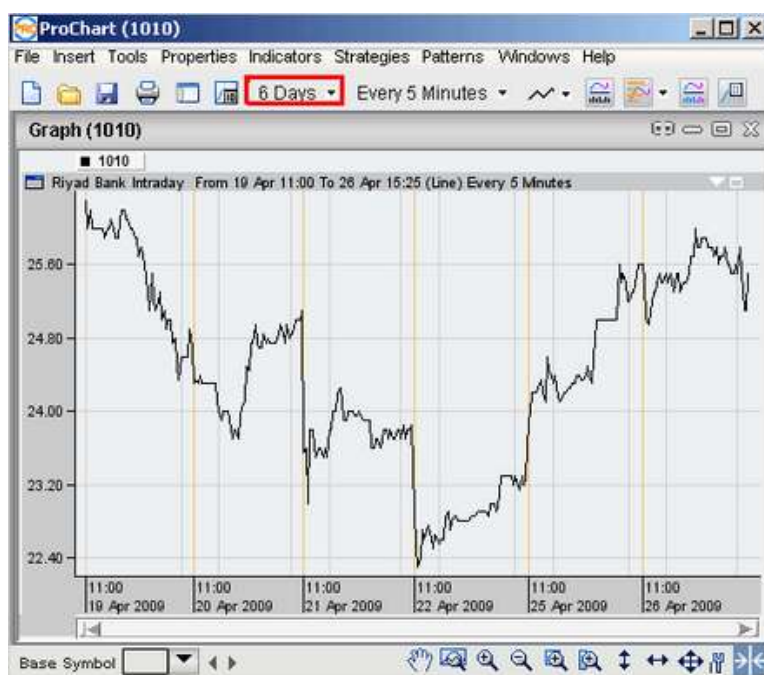 ProChart (1010)
File Insert Tools Properties Indicators Strategies Patterns Windows Help
6 Days Every 5 Minutes
Graph (1010)
1010
Riyad Bank Intraday From 19 Apr 11:00 To 26 Apr 15:25 (Line) Every 5 Minutes
25.60
24.80
24.00
23.20
22.40
11:00 11:00 11:00 11:00 11:00 11:00
19 Apr 2009 20 Apr 2009 21 Apr 2009 22 Apr 2009 25 Apr 2009 26 Apr 2009
Base Symbol